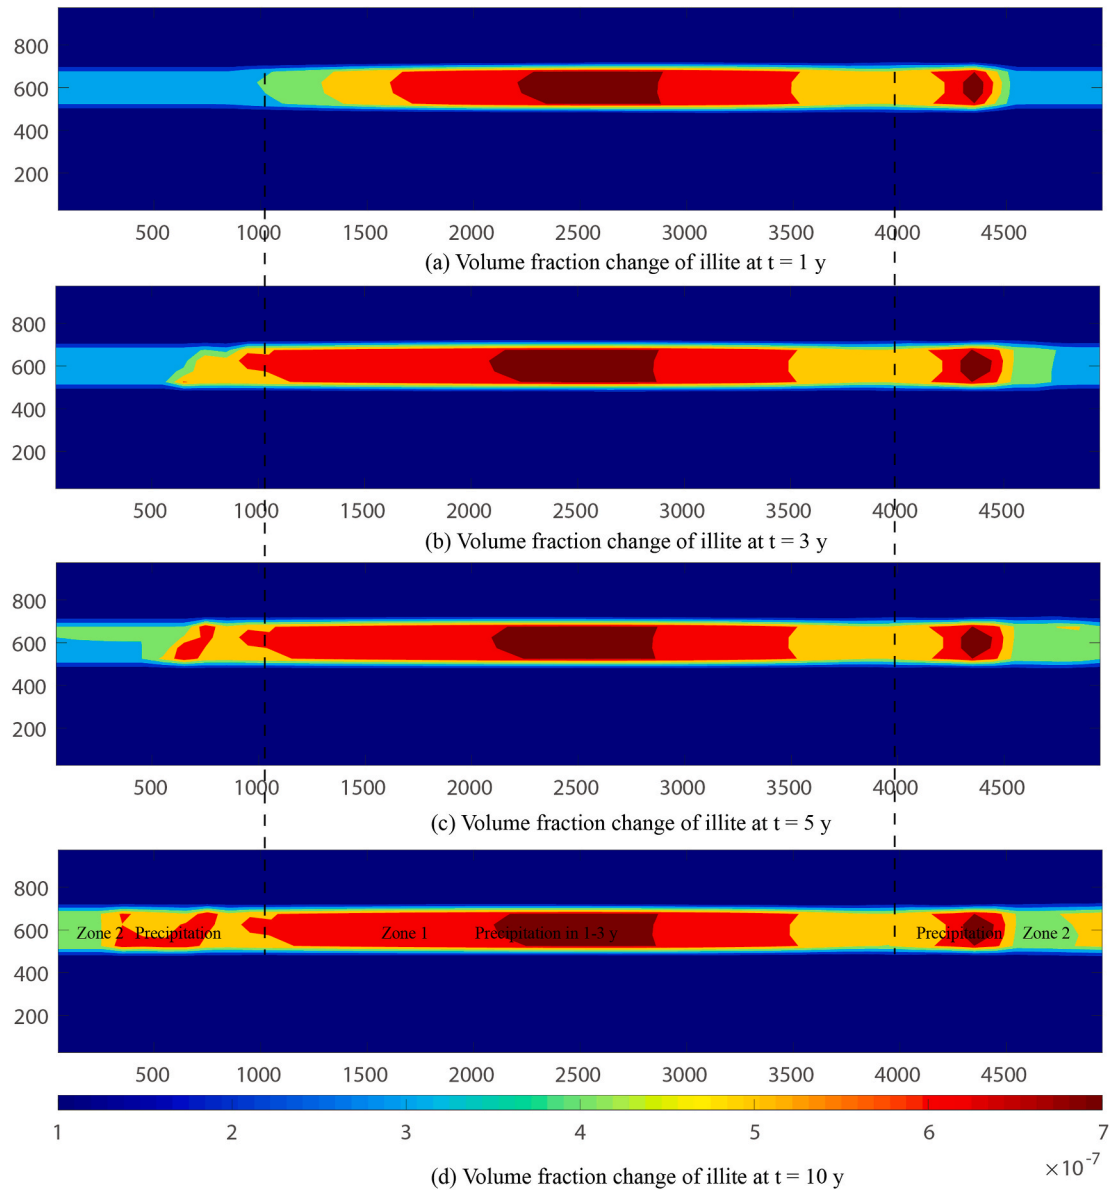 800
600
400
200
500 1000 1500 2000 2500 3000 3500 4000 4500
(a) Volume fraction change of illite at t = 1 y
800
600
400
200
500 1000 1500 2000 2500 3000 3500 4000 4500
(b) Volume fraction change of illite at t = 3 y
800
600
400
200
500 1000 1500 2000 2500 3000 3500 4000 4500
(c) Volume fraction change of illite at t = 5 y
800
600 Zone 2 Precipitation Zone 1 Precipitation in 1-3 y Precipitation Zone 2
400
200
500 1000 1500 2000 2500 3000 3500 4000 4500
1 2 3 4 5 6 7
×10⁻⁷
(d) Volume fraction change of illite at t = 10 y